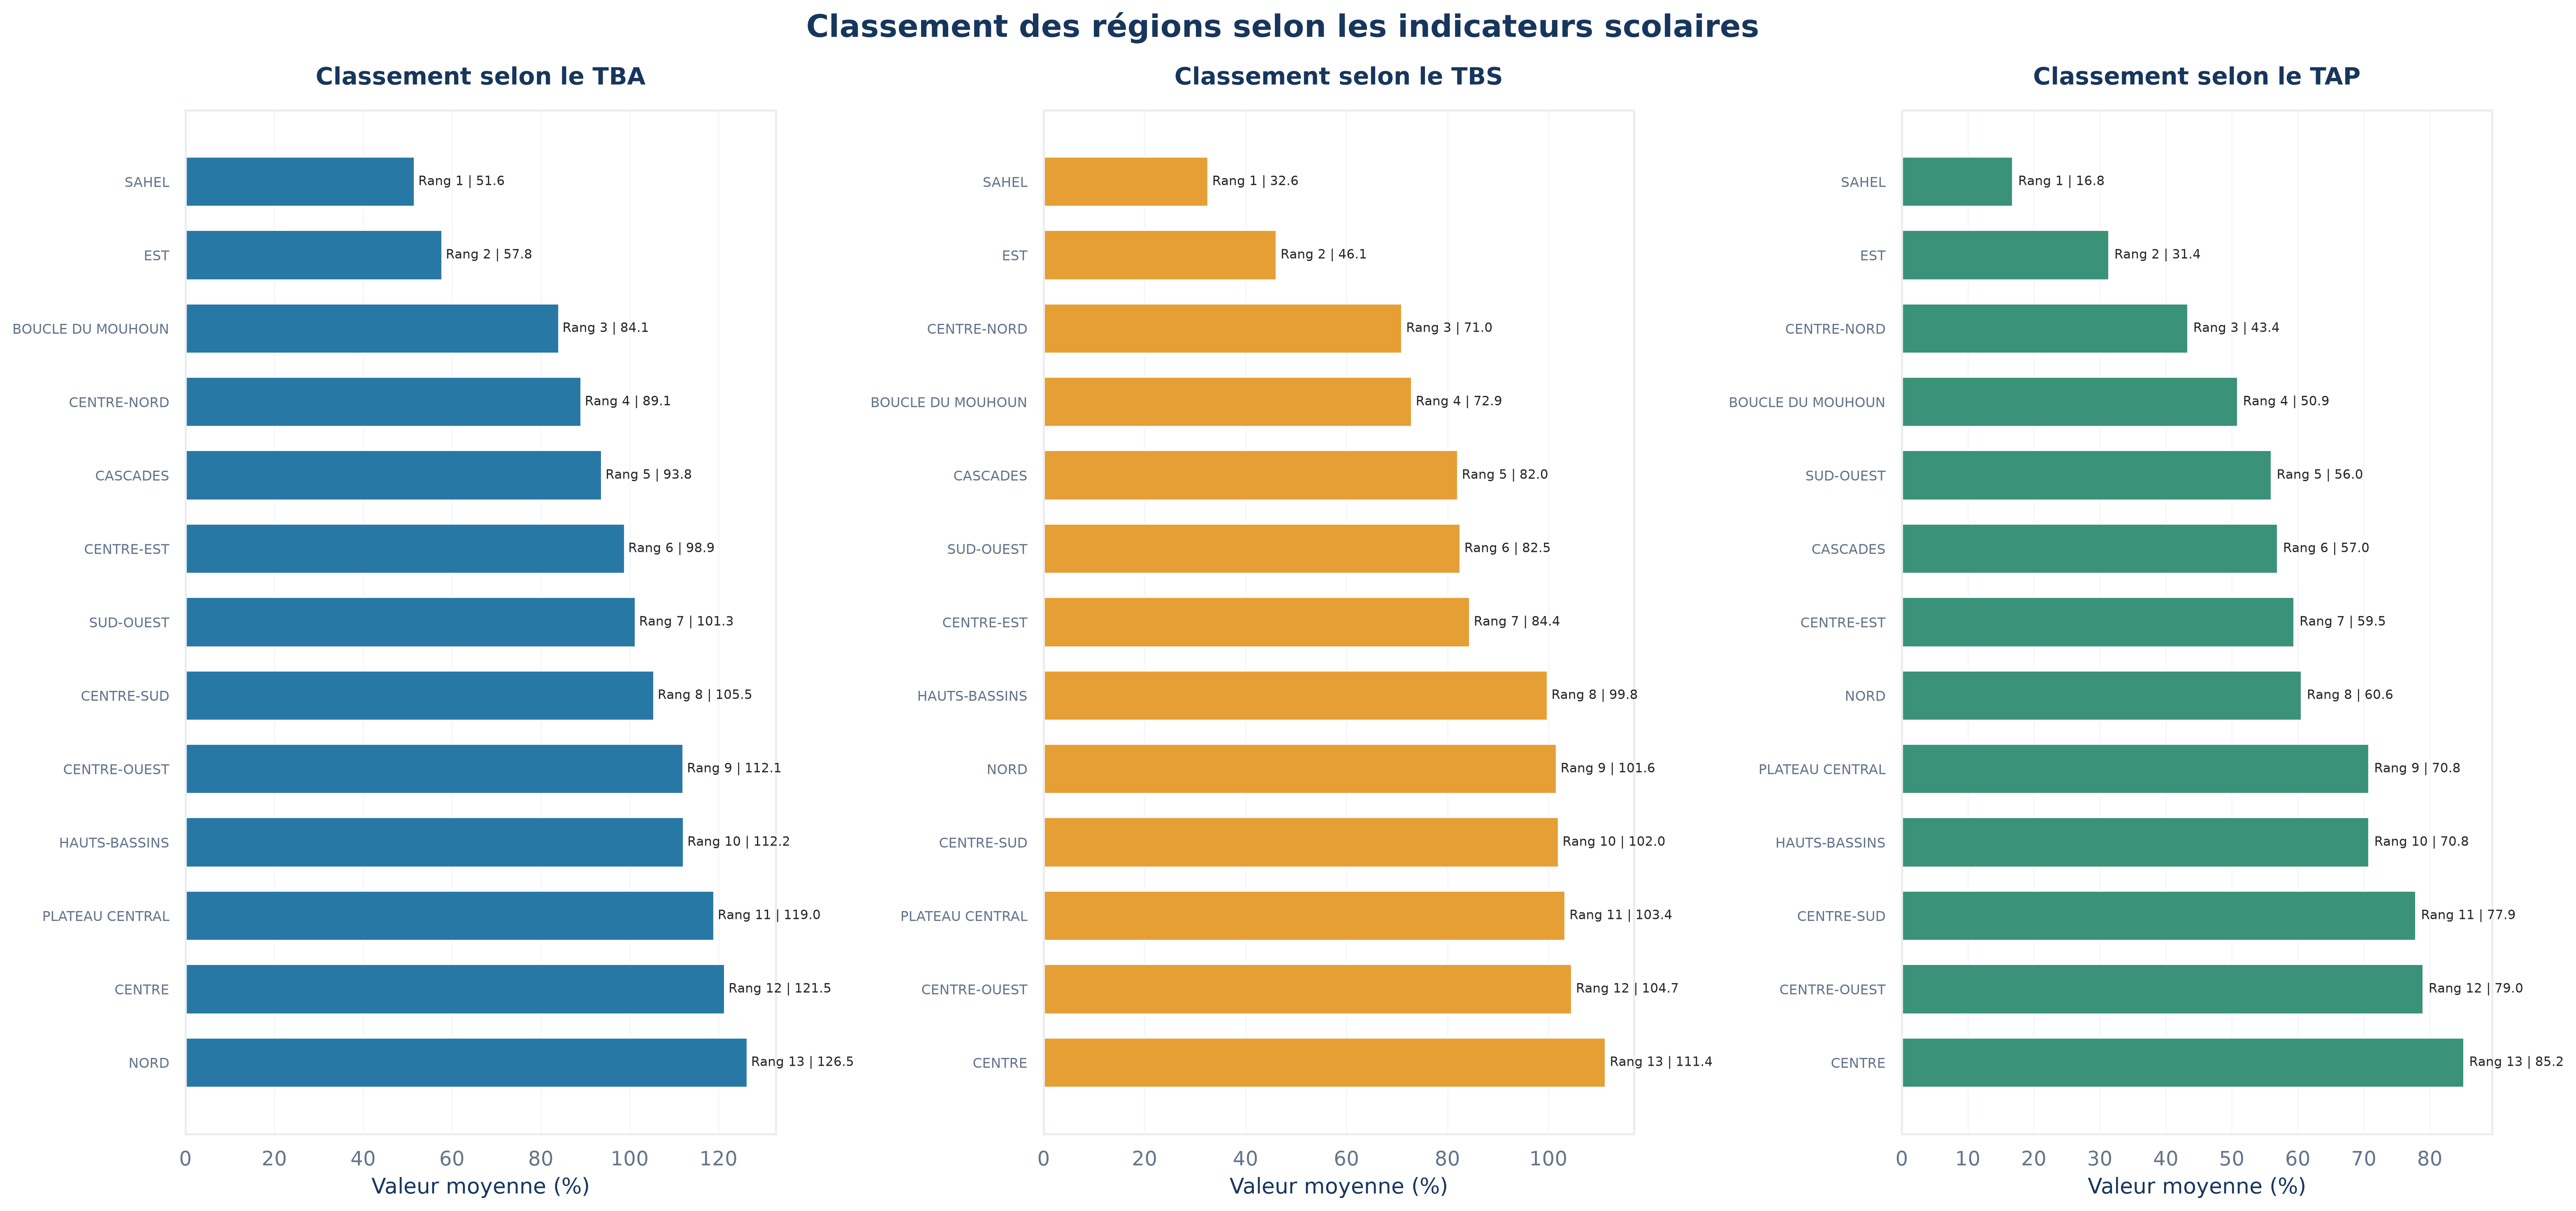 Classement des régions selon les indicateurs scolaires
Classement selon le TBA
SAHEL
Rang 1 | 51.6
EST
Rang 2 | 57.8
BOUCLE DU MOUHOUN
Rang 3 | 84.1
CENTRE-NORD
Rang 4 | 89.1
CASCADES
Rang 5 | 93.8
CENTRE-EST
Rang 6 | 98.9
SUD-OUEST
Rang 7 | 101.3
CENTRE-SUD
Rang 8 | 105.5
CENTRE-OUEST
Rang 9 | 112.1
HAUTS-BASSINS
Rang 10 | 112.2
PLATEAU CENTRAL
Rang 11 | 119.0
CENTRE
Rang 12 | 121.5
NORD
Rang 13 | 126.5
0 20 40 60 80 100 120
Valeur moyenne (%)
Classement selon le TBS
SAHEL
Rang 1 | 32.6
EST
Rang 2 | 46.1
CENTRE-NORD
Rang 3 | 71.0
BOUCLE DU MOUHOUN
Rang 4 | 72.9
CASCADES
Rang 5 | 82.0
SUD-OUEST
Rang 6 | 82.5
CENTRE-EST
Rang 7 | 84.4
HAUTS-BASSINS
Rang 8 | 99.8
NORD
Rang 9 | 101.6
CENTRE-SUD
Rang 10 | 102.0
PLATEAU CENTRAL
Rang 11 | 103.4
CENTRE-OUEST
Rang 12 | 104.7
CENTRE
Rang 13 | 111.4
0 20 40 60 80 100
Valeur moyenne (%)
Classement selon le TAP
SAHEL
Rang 1 | 16.8
EST
Rang 2 | 31.4
CENTRE-NORD
Rang 3 | 43.4
BOUCLE DU MOUHOUN
Rang 4 | 50.9
SUD-OUEST
Rang 5 | 56.0
CASCADES
Rang 6 | 57.0
CENTRE-EST
Rang 7 | 59.5
NORD
Rang 8 | 60.6
PLATEAU CENTRAL
Rang 9 | 70.8
HAUTS-BASSINS
Rang 10 | 70.8
CENTRE-SUD
Rang 11 | 77.9
CENTRE-OUEST
Rang 12 | 79.0
CENTRE
Rang 13 | 85.2
0 10 20 30 40 50 60 70 80
Valeur moyenne (%)